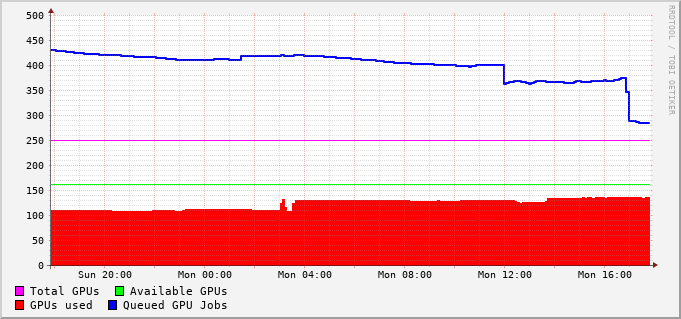 500
450
400
350
300
250
200
150
100
50
0
Sun 20:00 Mon 00:00 Mon 04:00 Mon 08:00 Mon 12:00 Mon 16:00
Total GPUs Available GPUs
GPUs used Queued GPU Jobs
RRDTOOL / TOBI OETIKER